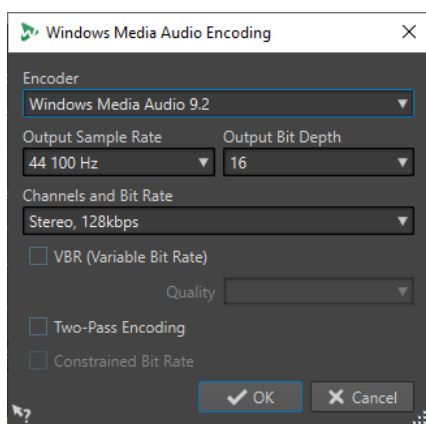 Windows Media Audio Encoding
Encoder
Windows Media Audio 9.2
Output Sample Rate Output Bit Depth
44 100 Hz 16
Channels and Bit Rate
Stereo, 128kbps
VBR (Variable Bit Rate)
Quality
Two-Pass Encoding
Constrained Bit Rate
OK Cancel
?